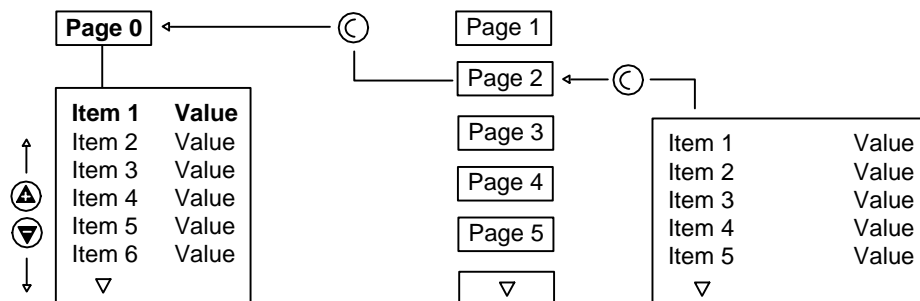 Page 0
C
Page 1
Page 2
C
Item 1 Value
Item 2 Value
Item 3 Value
Item 4 Value
Item 5 Value
Item 6 Value
Page 3
Page 4
Page 5
Item 1 Value
Item 2 Value
Item 3 Value
Item 4 Value
Item 5 Value